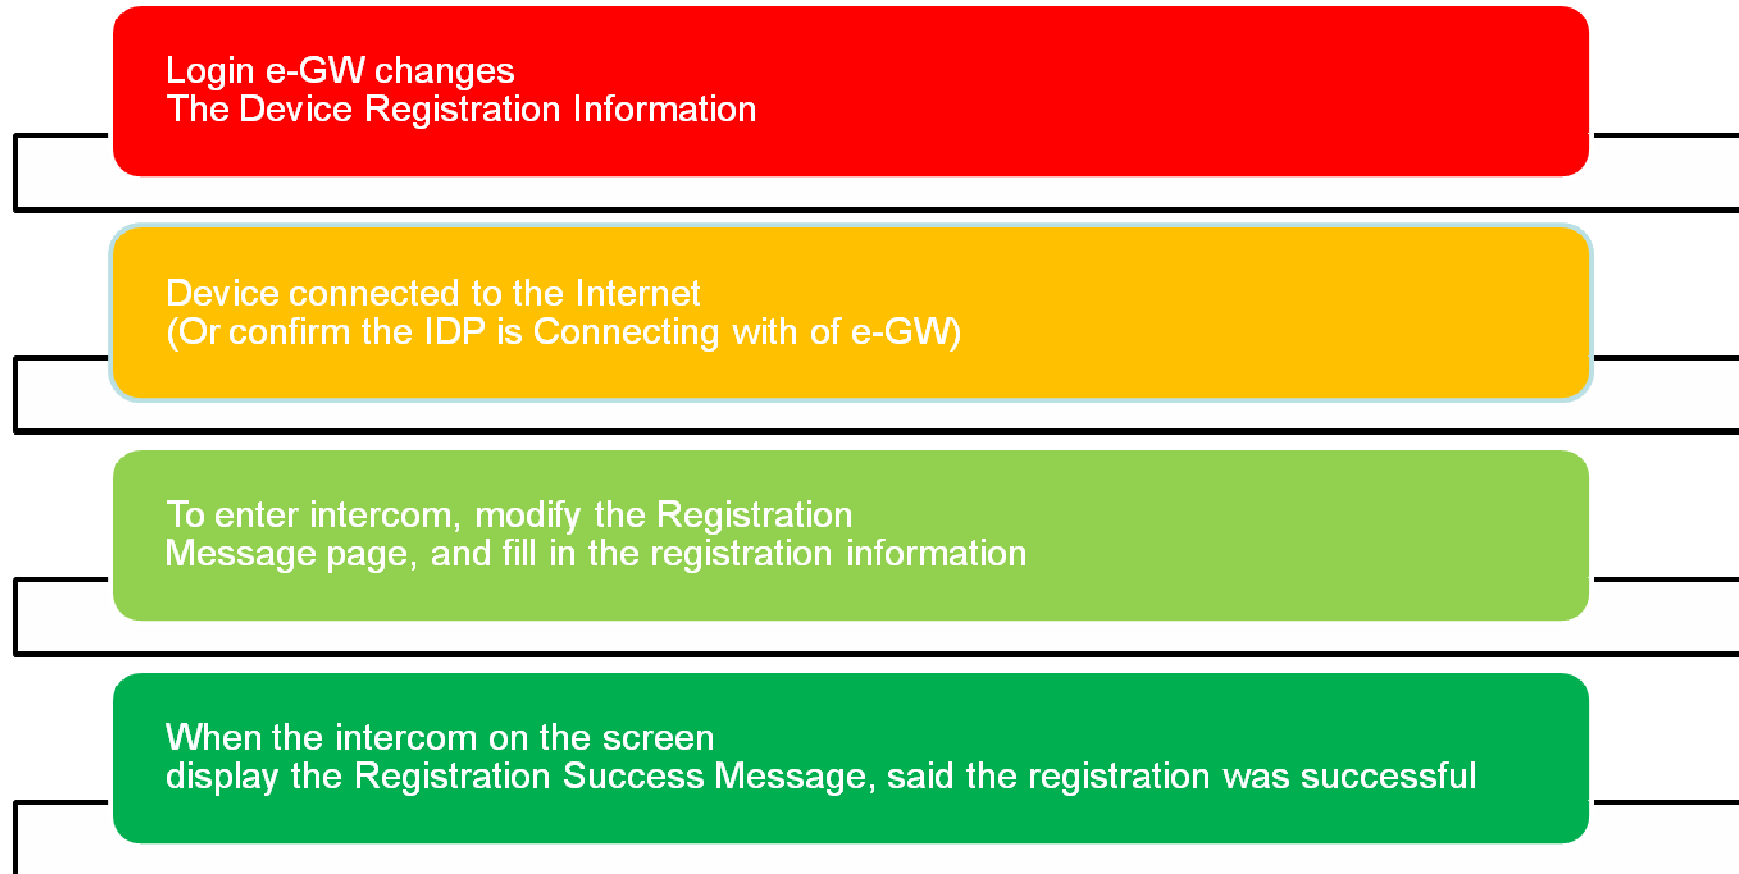 Login e-GW changes
The Device Registration Information
Device connected to the Internet
(Or confirm the IDP is Connecting with of e-GW)
To enter intercom, modify the Registration
Message page, and fill in the registration information
When the intercom on the screen
display the Registration Success Message, said the registration was successful